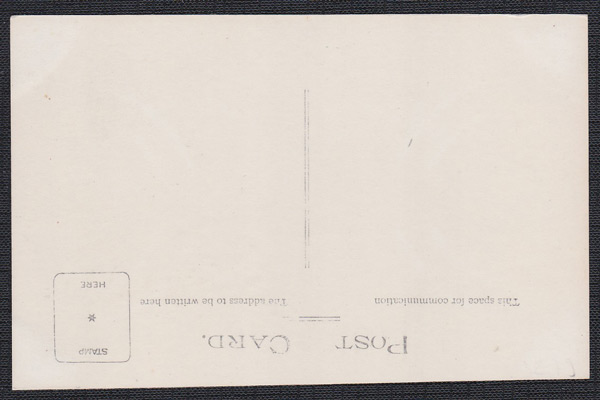 POST CARD.
This space for communication
The address to be written here
STAMP
*
HERE